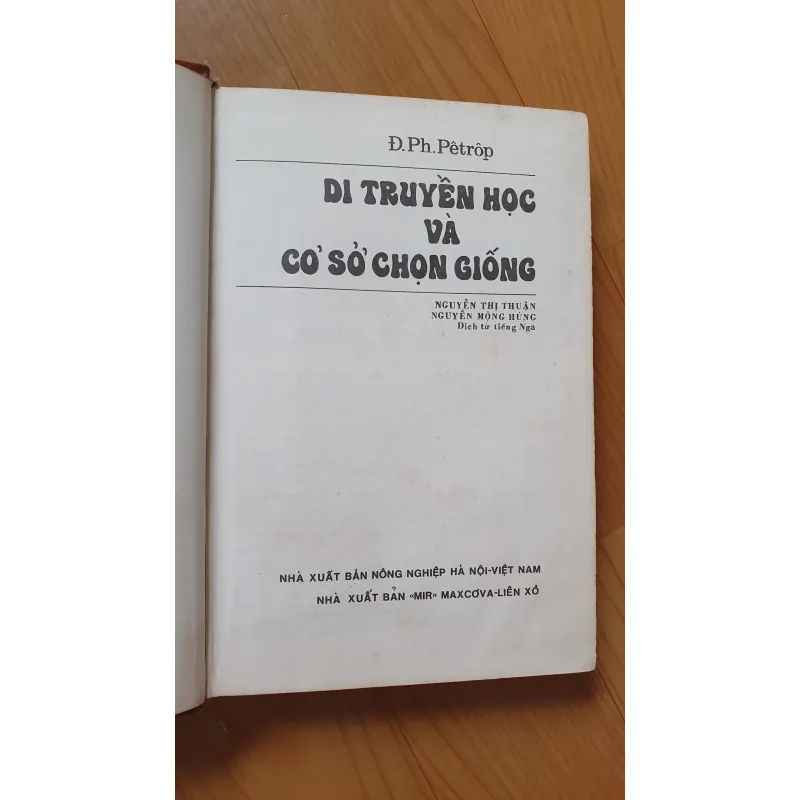 Đ.Ph.Pêtrôp
DI TRUYỀN HỌC
VÀ
CƠ SỞ CHỌN GIỐNG
NGUYỄN THỊ THUẬN
NGUYỄN MỘNG HÙNG
Dịch từ tiếng Nga
NHÀ XUẤT BẢN NÔNG NGHIỆP HÀ NỘI-VIỆT NAM
NHÀ XUẤT BẢN «MIR» MAXCƠVA-LIÊN XÔ